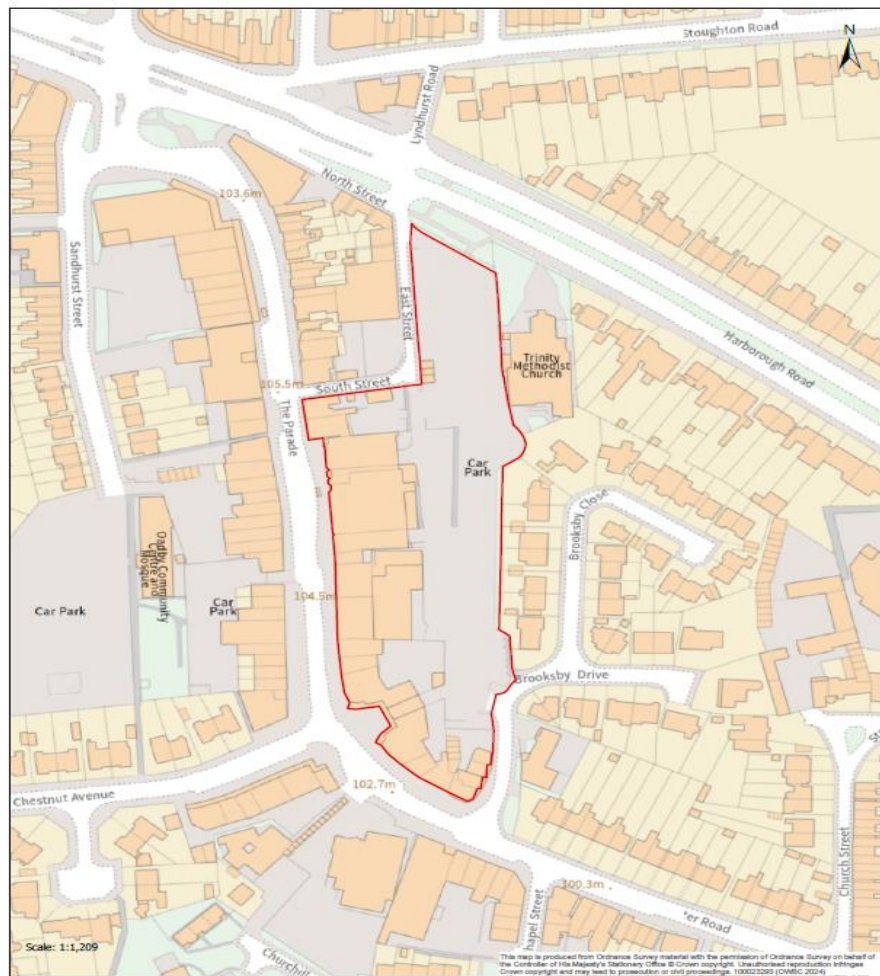 Stoughton Road
N
Lyndhurst Road
North Street
103.6m
Sandhurst Street
East Street
Harborough Road
Trinity
Methodist
Church
South Street
105.5m
The Parade
Car
Park
Brooksby Close
Oadby Community
Centre and
Mosque
Car Park
Car
Park
104.5m
Brooksby Drive
102.7m
Chestnut Avenue
Church Street
100.3m
er Road
hapel Street
Churchill
Scale: 1:1,209
This map is produced from Ordnance Survey material with the permission of Ordnance Survey on behalf of
the Controller of His Majesty's Stationery Office © Crown copyright. Unauthorised reproduction infringes
Crown copyright and may lead to prosecution or civil proceedings. 100023293 (OWBC 2024)